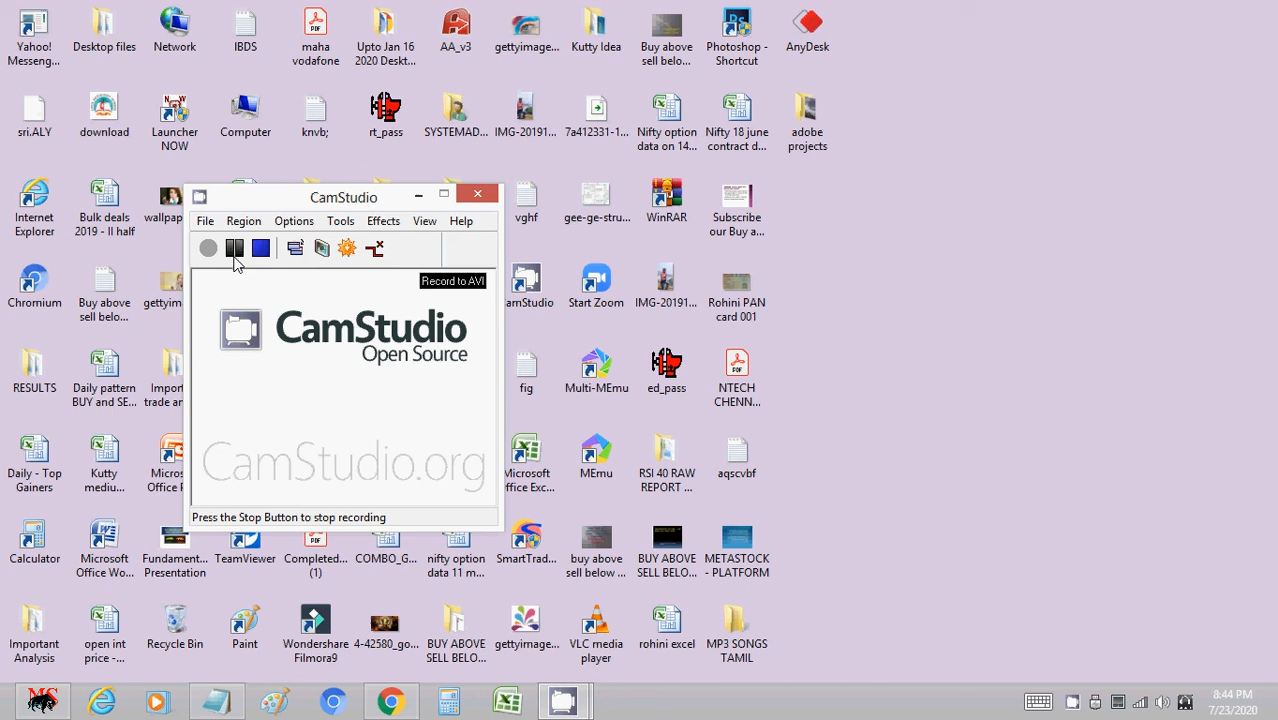 Yahoo!
Messeng...
Desktop files
Network
IBDS
maha
vodafone
Upto Jan 16
2020 Deskt...
AA_v3
gettyimage...
Kutty Idea
Buy above
sell belo...
Photoshop -
Shortcut
AnyDesk
sri.ALY
download
Launcher
NOW
Computer
knvb;
rt_pass
SYSTEMAD...
IMG-20191...
7a412331-1...
Nifty option
data on 14...
Nifty 18 june
contract d...
adobe
projects
Internet
Explorer
Bulk deals
2019 - II half
wallpap
vghf
gee-ge-stru...
WinRAR
Subscribe
our Buy a...
CamStudio
File
Region
Options
Tools
Effects
View
Help
Record to AVI
CamStudio
Open Source
CamStudio.org
Press the Stop Button to stop recording
Chromium
Buy above
sell belo...
gettyim
amStudio
Start Zoom
IMG-20191...
Rohini PAN
card 001
RESULTS
Daily pattern
BUY and SE...
Import
trade an
fig
Multi-MEmu
ed_pass
NTECH
CHENN...
Daily - Top
Gainers
Kutty
mediu...
Micros
Office P
Microsoft
ffice Exc...
MEmu
RSI 40 RAW
REPORT ...
aqscvbf
Calculator
Microsoft
Office Wo...
Fundament...
Presentation
TeamViewer
Completed...
(1)
COMBO_G...
nifty option
data 11 m...
SmartTrad...
buy above
sell below ...
BUY ABOVE
SELL BELO...
METASTOCK
- PLATFORM
Important
Analysis
open int
price -...
Recycle Bin
Paint
Wondershare
Filmora9
4-42580_go...
BUY ABOVE
SELL BELO...
gettyimage...
VLC media
player
rohini excel
MP3 SONGS
TAMIL
MS
8:44 PM
7/23/2020